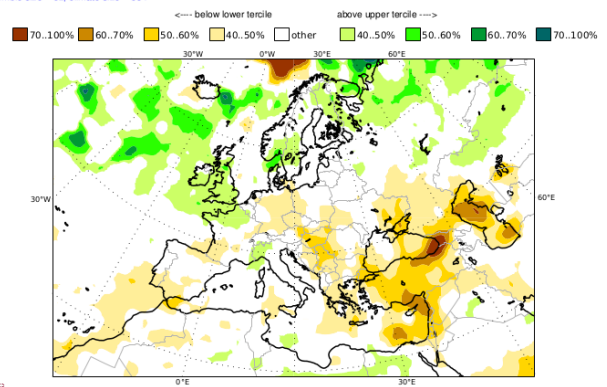 <---- below lower tercile above upper tercile ---->
70..100% 60..70% 50..60% 40..50% other 40..50% 50..60% 60..70% 70..100%
30°W 0°W 30°E 60°E
30°W 60°E
0°E 30°E